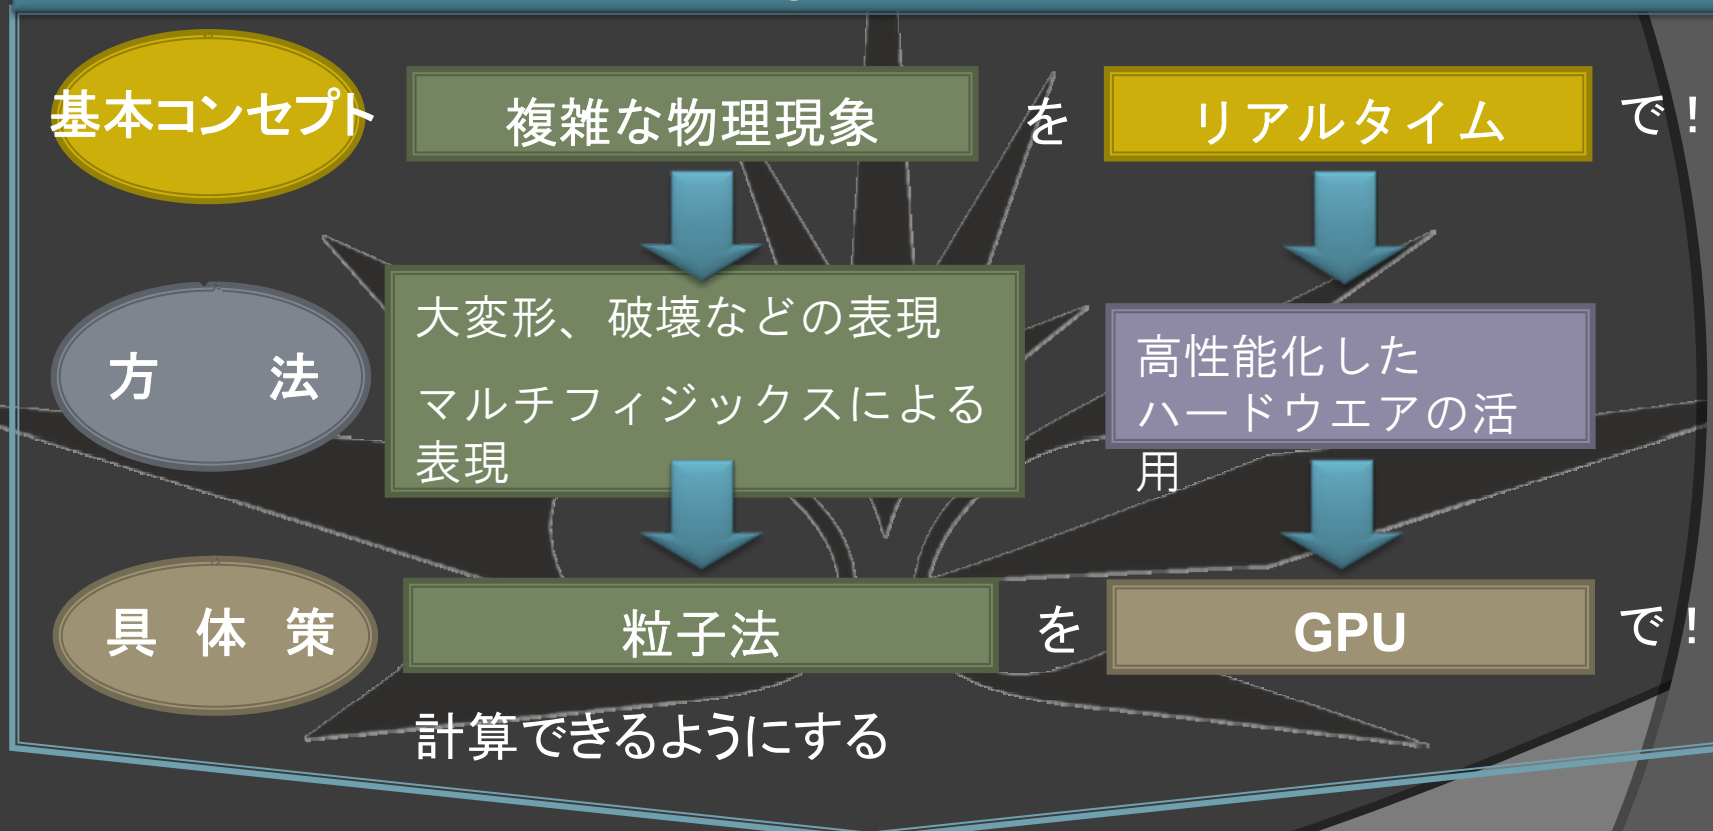 基本コンセプト
複雑な物理現象 を リアルタイム で！
大変形、破壊などの表現
マルチフィジックスによる
表現
高性能化した
ハードウエアの活
用
方 法
具 体 策
粒子法 を GPU で！
計算できるようにする